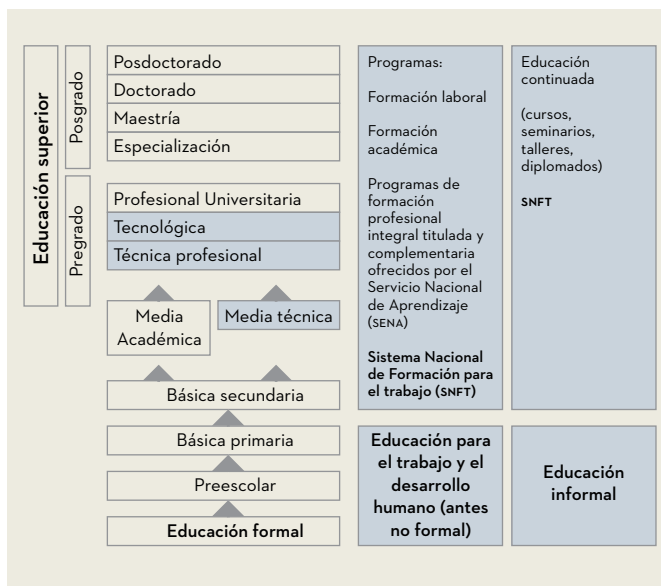 Educación superior
Posgrado
Pregrado
Posdoctorado
Doctorado
Maestría
Especialización
Profesional Universitaria
Tecnológica
Técnica profesional
Media
Académica
Media técnica
Básica secundaria
Básica primaria
Preescolar
Educación formal
Programas:
Formación laboral
Formación
académica
Programas de
formación
profesional
integral titulada y
complementaria
ofrecidos por el
Servicio Nacional
de Aprendizaje
(SENA)
Sistema Nacional
de Formación para
el trabajo (SNFT)
Educación para
el trabajo y el
desarrollo
humano (antes
no formal)
Educación
continuada
(cursos,
seminarios,
talleres,
diplomados)
SNFT
Educación
informal